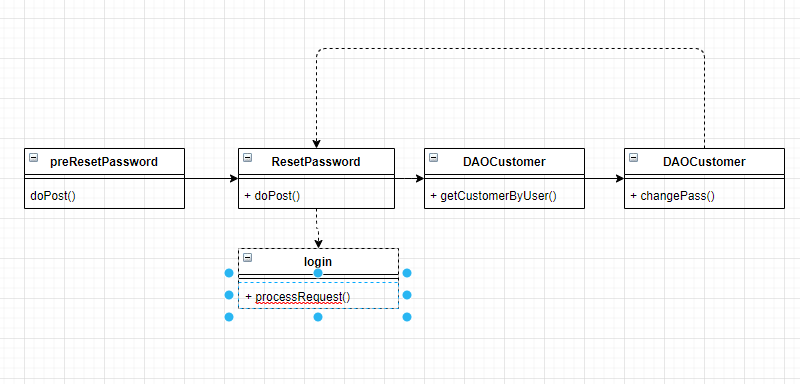 preResetPassword
doPost()
ResetPassword
+ doPost()
DAOCustomer
+ getCustomerByUser()
DAOCustomer
+ changePass()
login
+ processRequest()